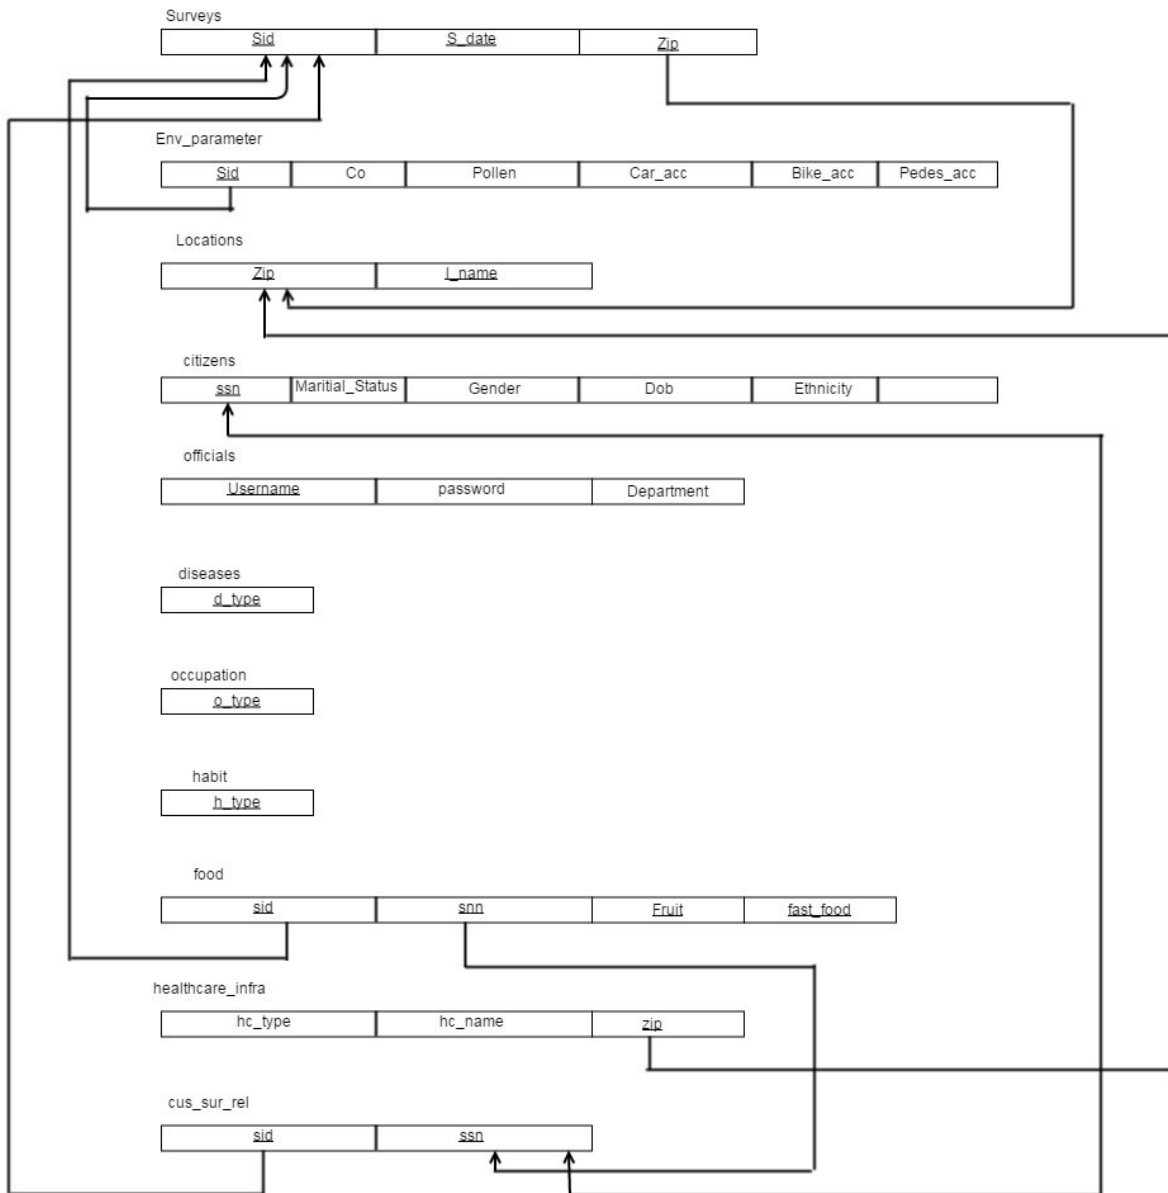 Surveys
Sid S_date Zip
Env_parameter
Sid Co Pollen Car_acc Bike_acc Pedes_acc
Locations
Zip l_name
citizens
ssn Maritial_Status Gender Dob Ethnicity
officials
Username password Department
diseases
d_type
occupation
o_type
habit
h_type
food
sid snn Fruit fast_food
healthcare_infra
hc_type hc_name zip
cus_sur_rel
sid ssn